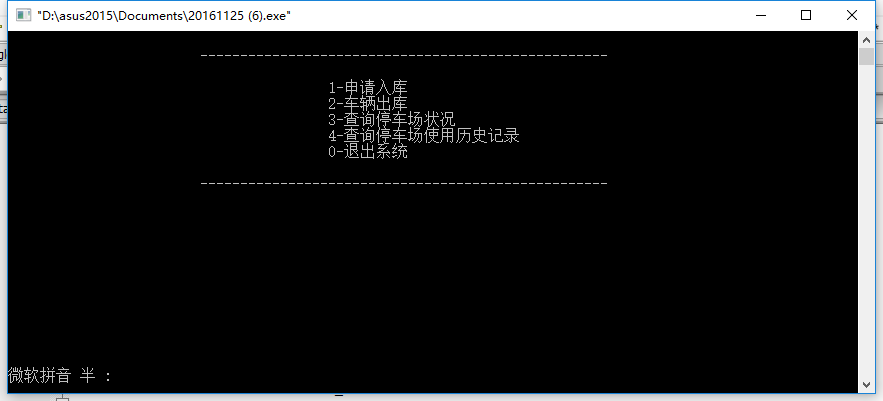 "D:\asus2015\Documents\20161125 (6).exe"
---------------------------------------------------
1-申请入库
2-车辆出库
3-查询停车场状况
4-查询停车场使用历史记录
0-退出系统
---------------------------------------------------
微软拼音 半 :